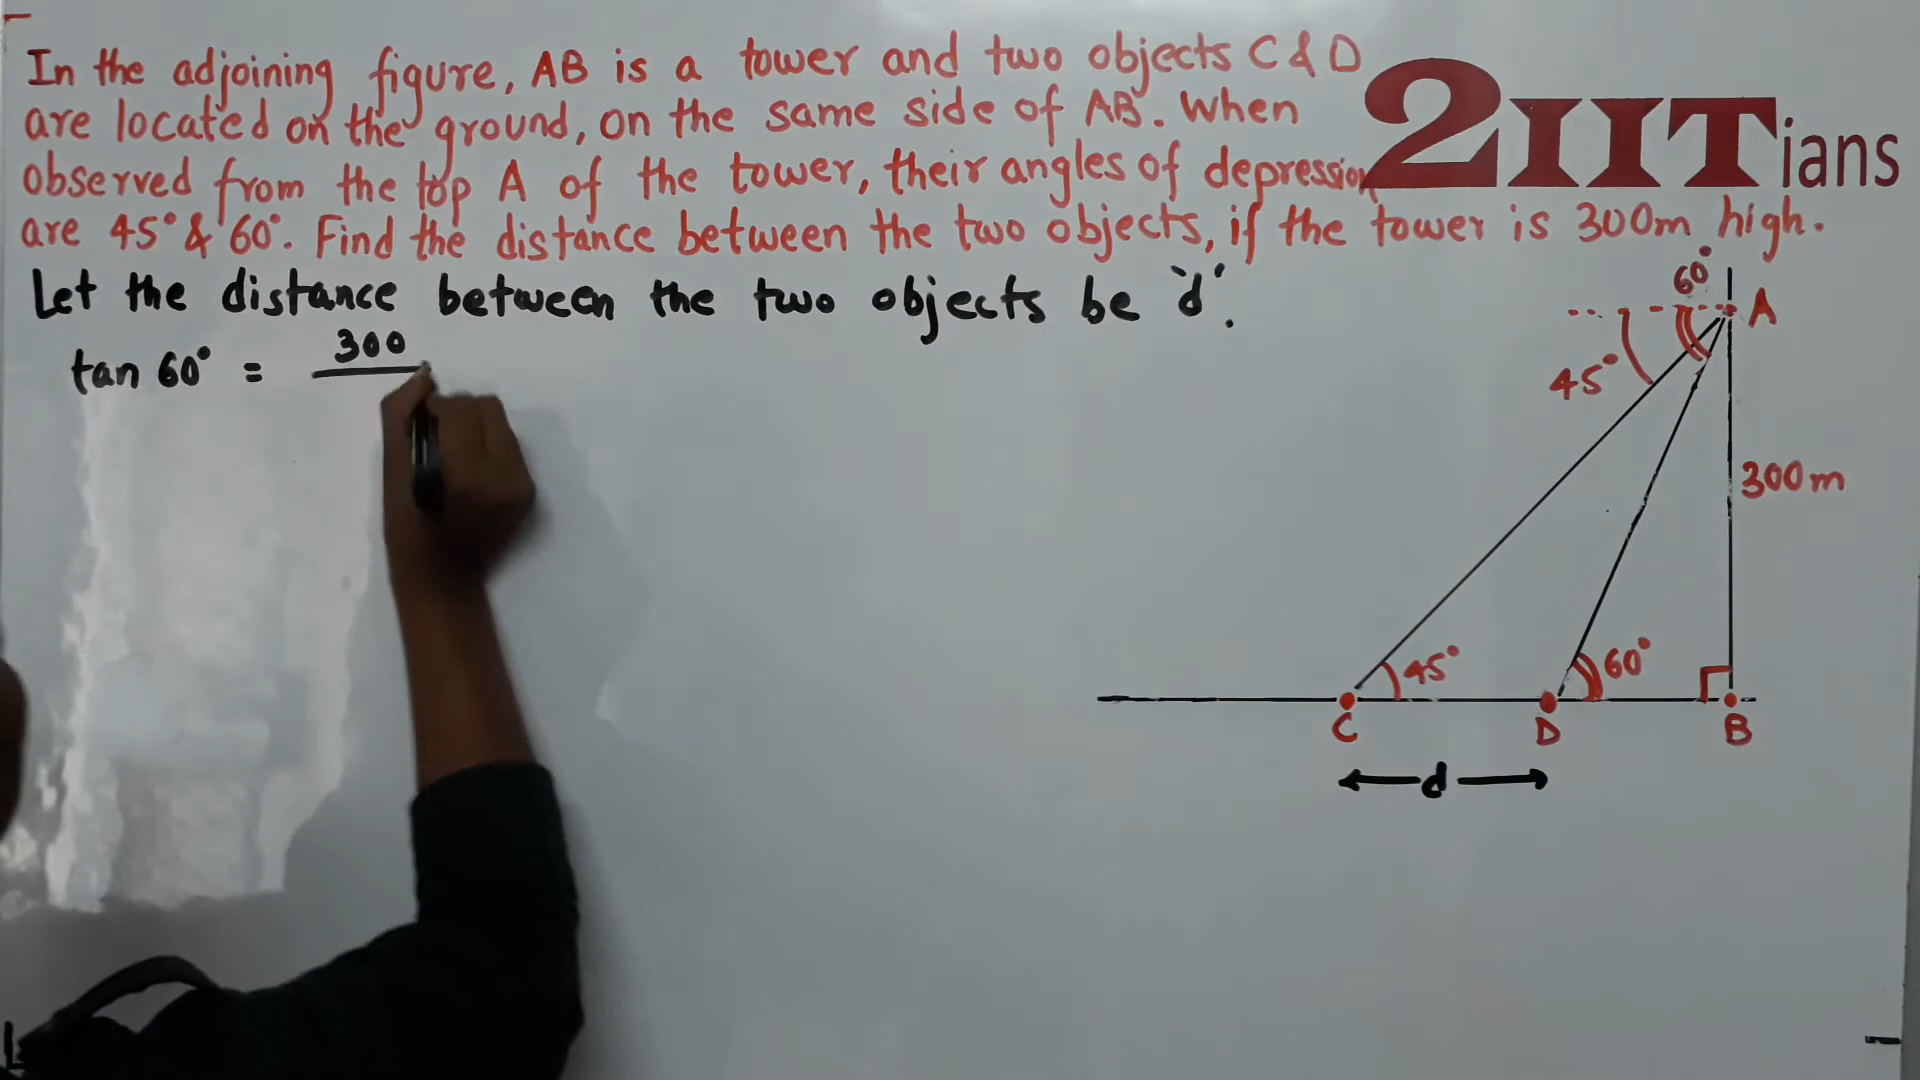 In the adjoining figure, AB is a tower and two objects C & D
are located on the ground, on the same side of AB. When
observed from the top A of the tower, their angles of depression
are 45° & 60°. Find the distance between the two objects, if the tower is 300m high.
2IITians
Let the distance between the two objects be 'd'.
tan 60° = 300
60°
A
45°
300m
45°
60°
C
D
B
d